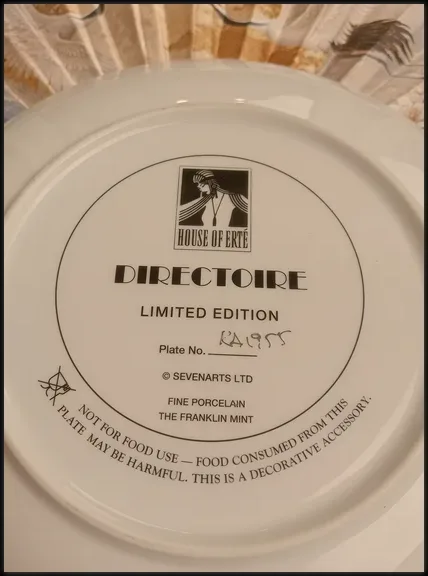 HOUSE OF ERTÉ
DIRECTOIRE
LIMITED EDITION
Plate No. RA1955
© SEVENARTS LTD
FINE PORCELAIN
THE FRANKLIN MINT
NOT FOR FOOD USE — FOOD CONSUMED FROM THIS
PLATE MAY BE HARMFUL. THIS IS A DECORATIVE ACCESSORY.